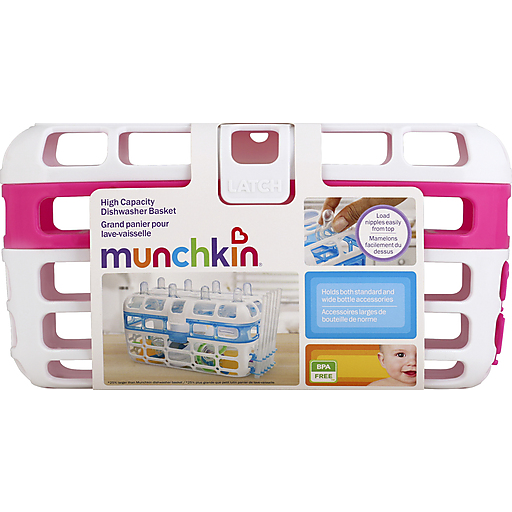 LATCH
High Capacity
Dishwasher Basket
Grand panier pour
lave-vaisselle
munchkin®
Load
nipples easily
from top
Mamelons
facilement du
dessus
Holds both standard and
wide bottle accessories
Accessoires larges de
bouteille de norme
BPA
FREE